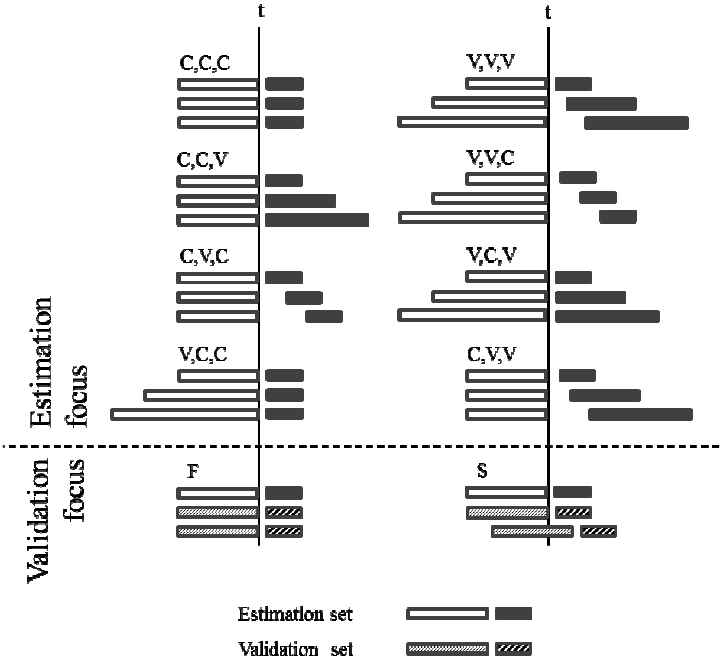 t
t
C,C,C
V,V,V
C,C,V
V,V,C
C,V,C
V,C,V
V,C,C
C,V,V
Estimation
focus
F
S
Validation
focus
Estimation set
Validation set